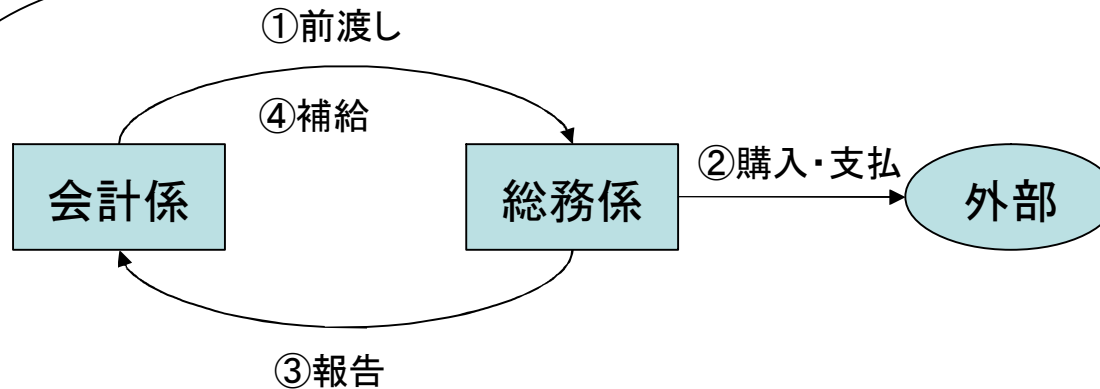 ①前渡し
④補給
会計係
総務係
②購入・支払
外部
③報告